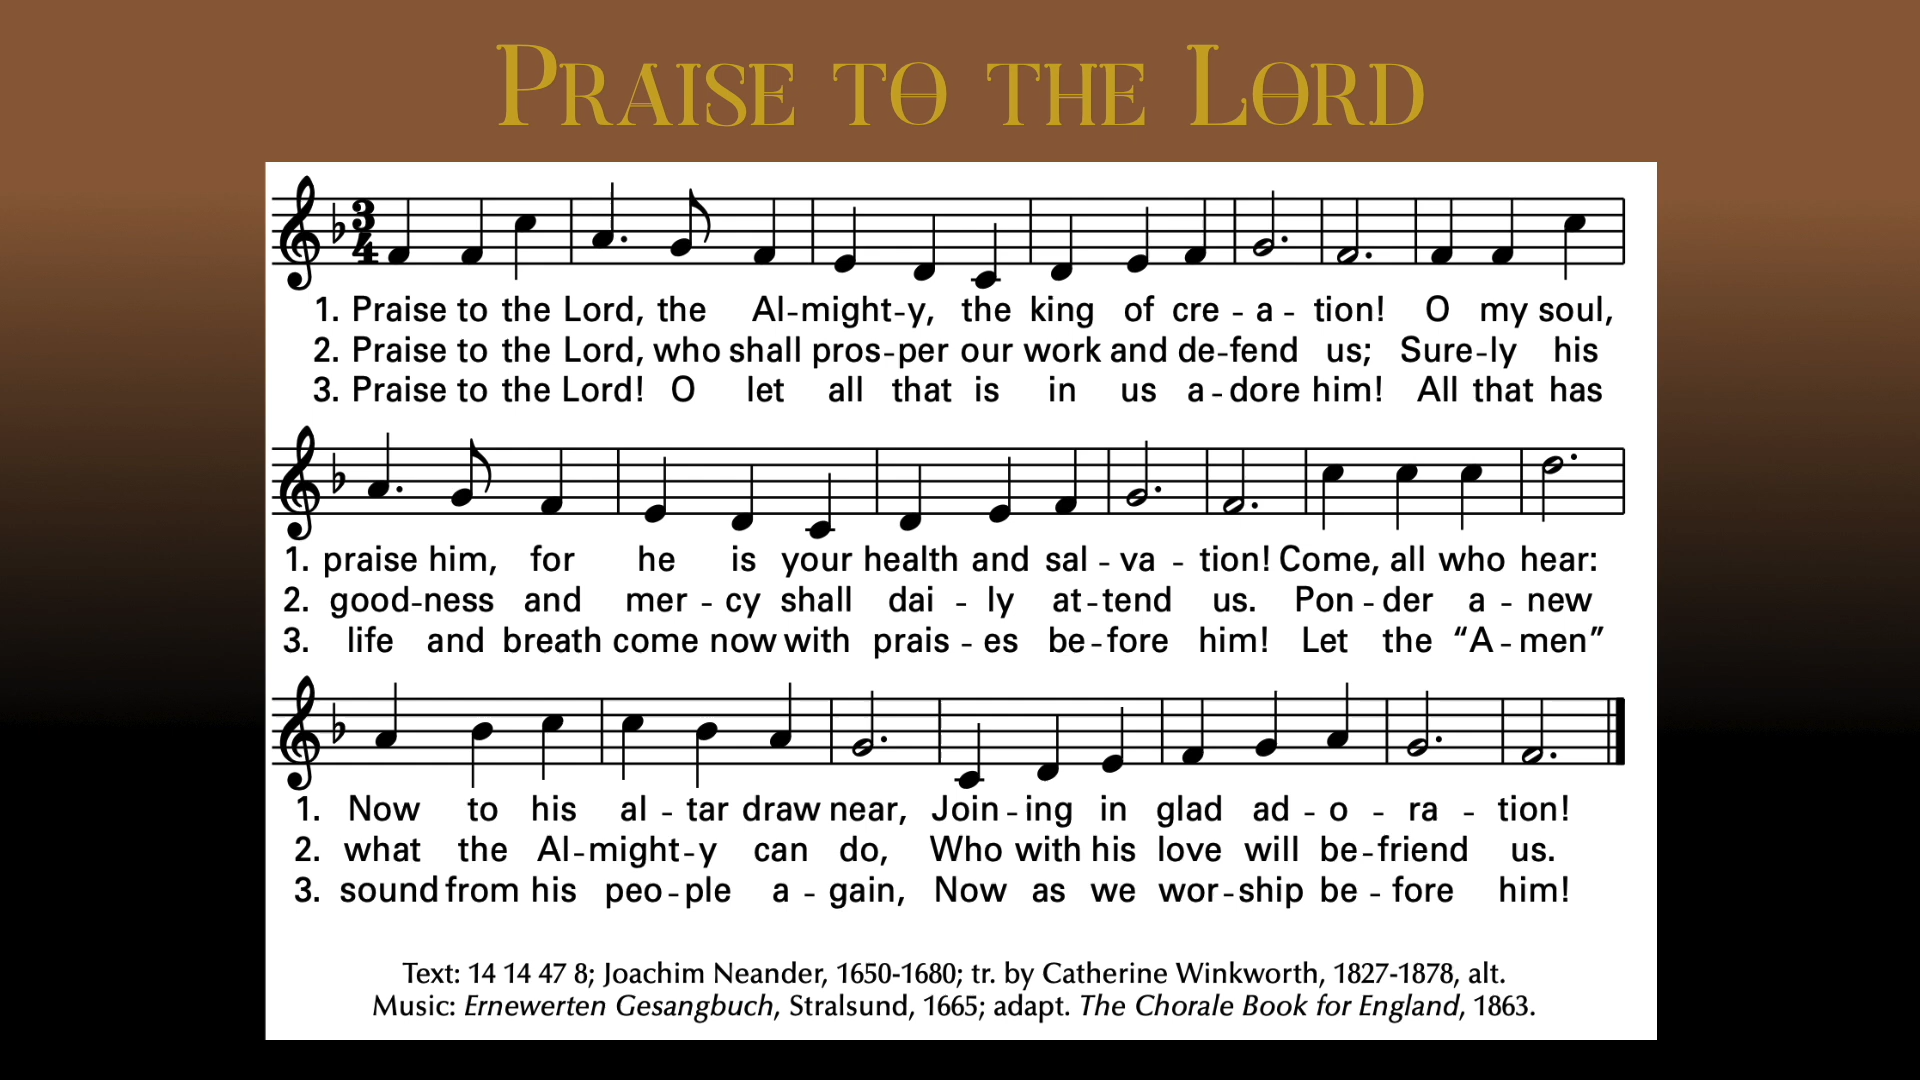 Praise to the Lord
3
4
1. Praise to the Lord, the Al-might-y, the king of cre - a - tion! O my soul,
2. Praise to the Lord, who shall pros-per our work and de-fend us; Sure-ly his
3. Praise to the Lord! O let all that is in us a-dore him! All that has
1. praise him, for he is your health and sal - va - tion! Come, all who hear:
2. good-ness and mer - cy shall dai - ly at-tend us. Pon - der a - new
3. life and breath come now with prais - es be-fore him! Let the “A-men”
1. Now to his al - tar draw near, Join-ing in glad ad - o - ra - tion!
2. what the Al-might-y can do, Who with his love will be-friend us.
3. sound from his peo-ple a - gain, Now as we wor-ship be - fore him!
Text: 14 14 47 8; Joachim Neander, 1650-1680; tr. by Catherine Winkworth, 1827-1878, alt.
Music: Ernewerten Gesangbuch, Stralsund, 1665; adapt. The Chorale Book for England, 1863.